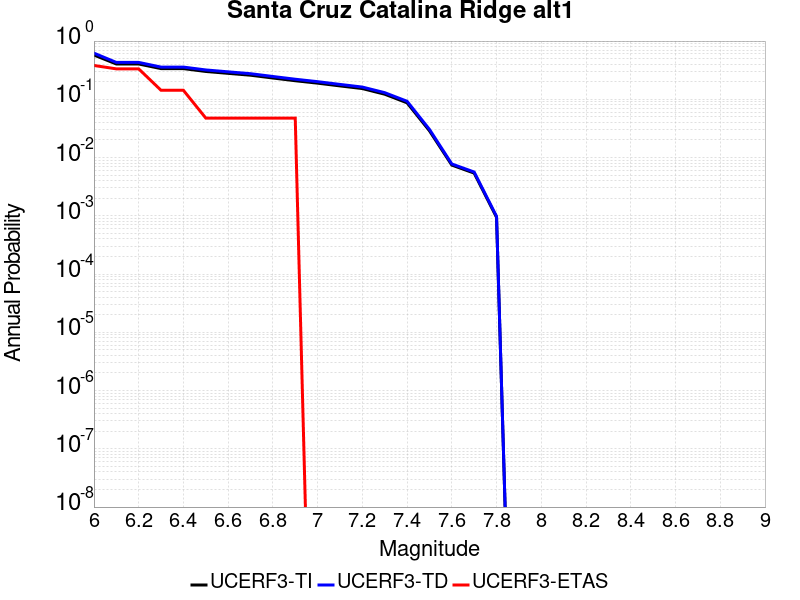 Santa Cruz Catalina Ridge alt1
10^0
10^-1
10^-2
10^-3
10^-4
10^-5
10^-6
10^-7
10^-8
Annual Probability
6 6.2 6.4 6.6 6.8 7 7.2 7.4 7.6 7.8 8 8.2 8.4 8.6 8.8 9
Magnitude
UCERF3-TI UCERF3-TD UCERF3-ETAS